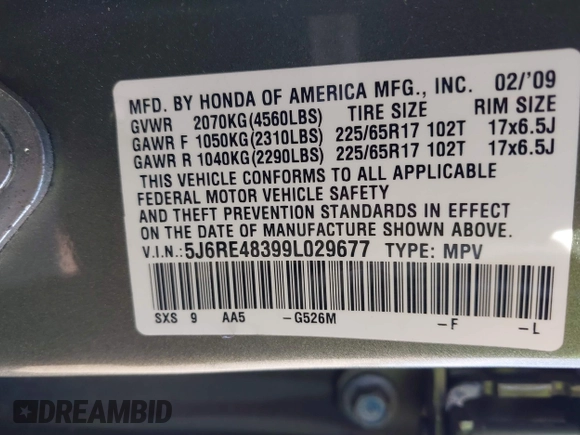 MFD. BY HONDA OF AMERICA MFG., INC. 02/'09
GVWR 2070KG(4560LBS) TIRE SIZE RIM SIZE
GAWR F 1050KG(2310LBS) 225/65R17 102T 17x6.5J
GAWR R 1040KG(2290LBS) 225/65R17 102T 17x6.5J
THIS VEHICLE CONFORMS TO ALL APPLICABLE
FEDERAL MOTOR VEHICLE SAFETY
AND THEFT PREVENTION STANDARDS IN EFFECT
ON THE DATE OF MANUFACTURE SHOWN ABOVE.
V.I.N.:5J6RE48399L029677 TYPE: MPV
SXS 9 AA5 -G526M -F -L
DREAMBID